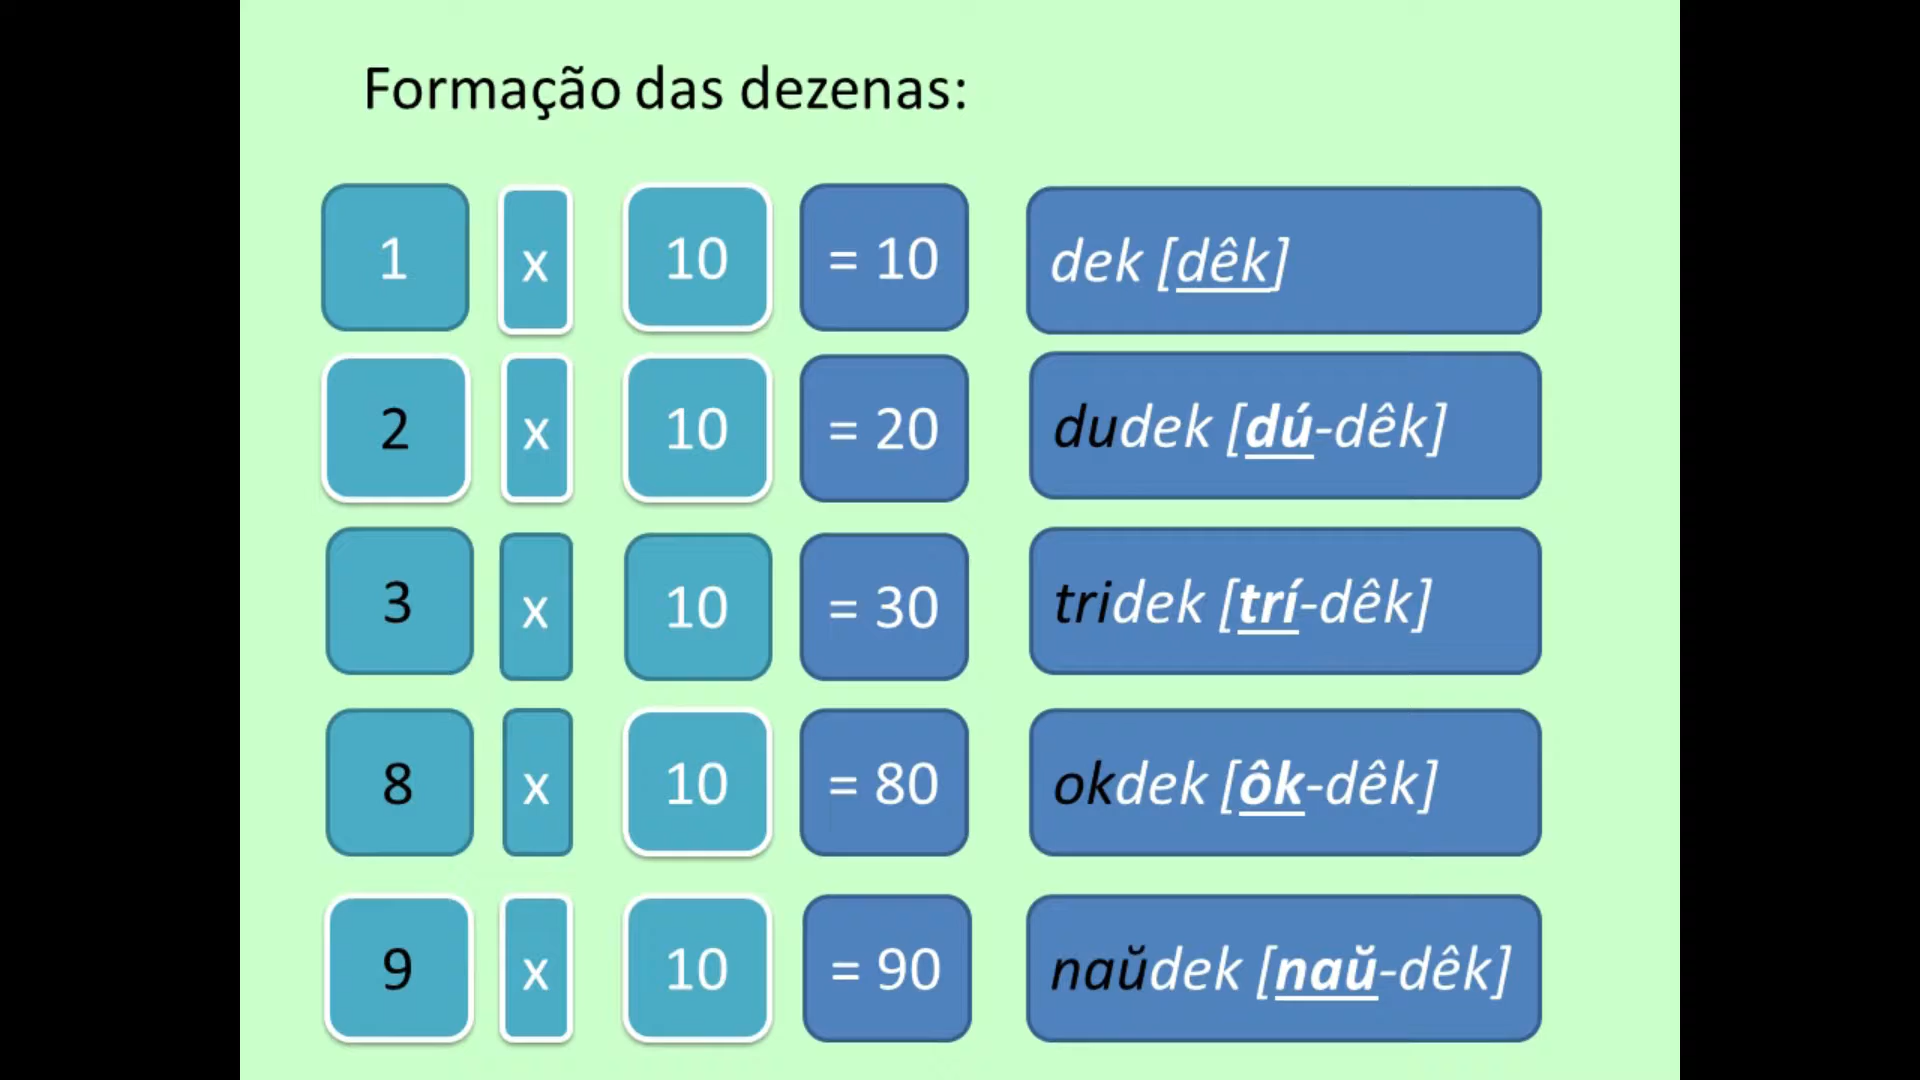 Formação das dezenas:
1 x 10 = 10 dek [dêk]
2 x 10 = 20 dudek [dú-dêk]
3 x 10 = 30 tridek [trí-dêk]
8 x 10 = 80 okdek [ôk-dêk]
9 x 10 = 90 naŭdek [naŭ-dêk]